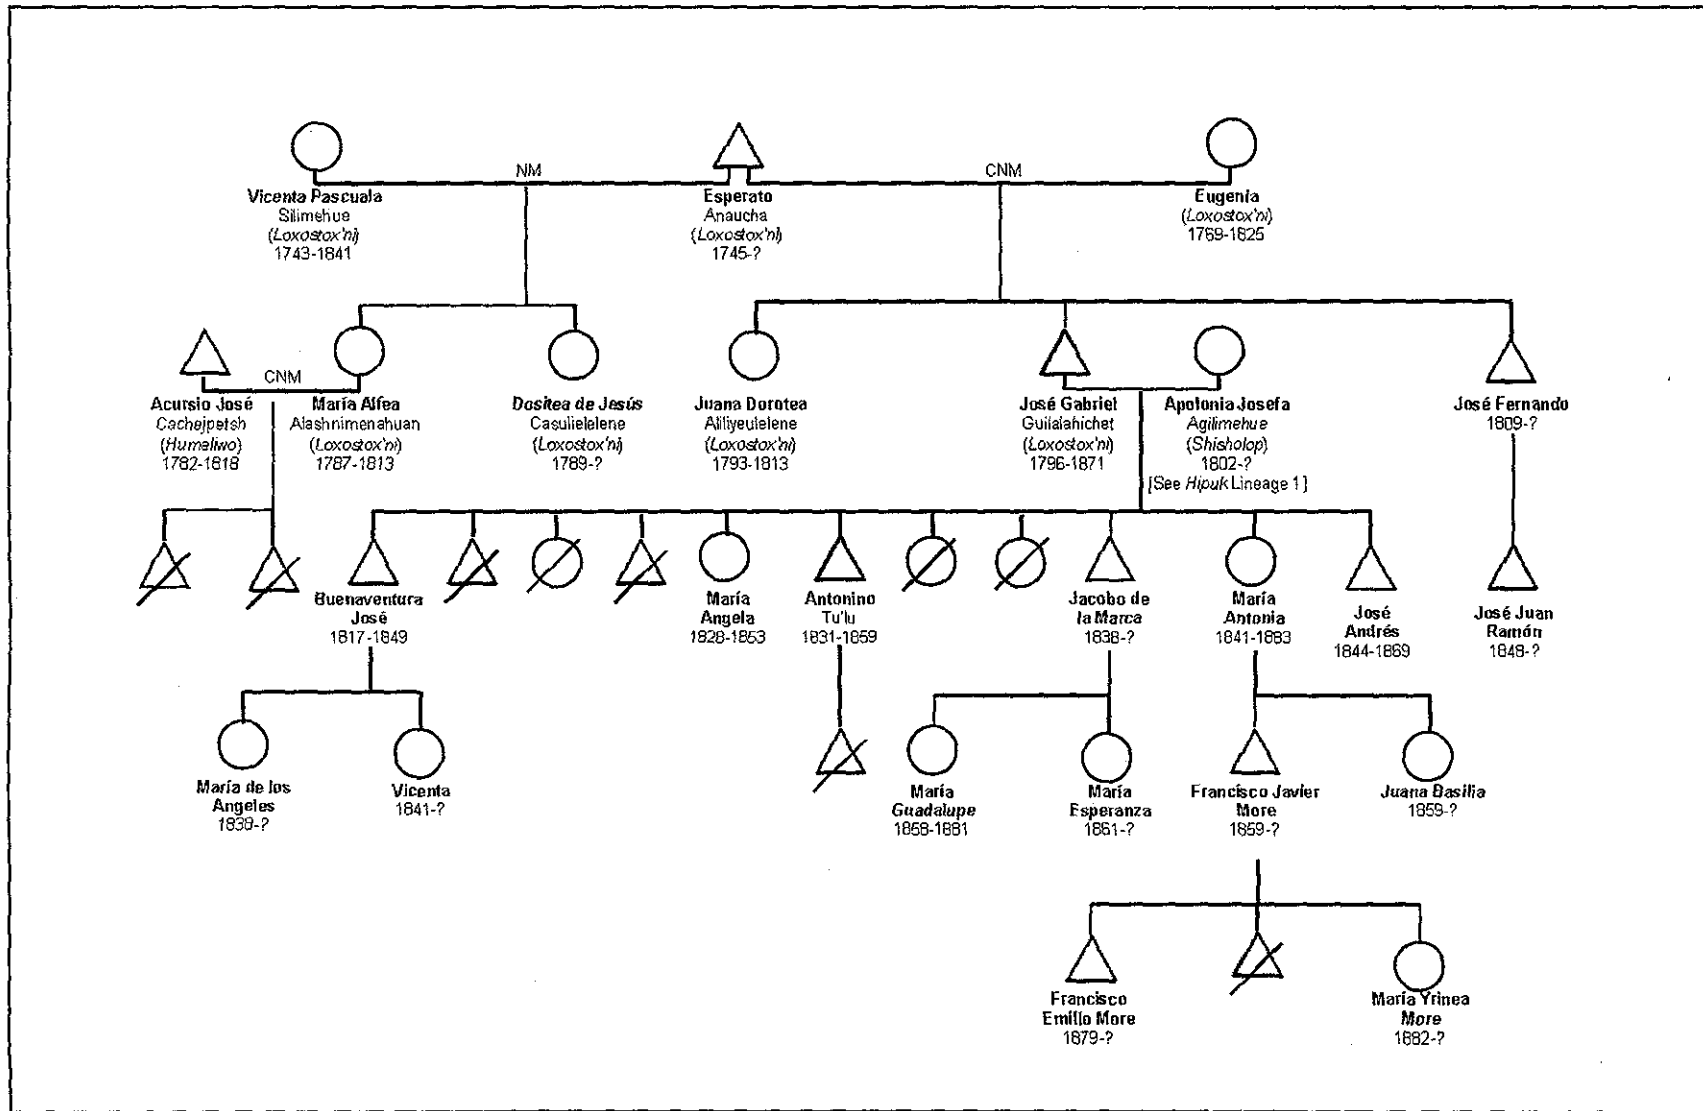 NM
CNM
Vicenta Pascuala
Silimehue
(Loxostox'ni)
1743-1841
Esperato
Anaucha
(Loxostox'ni)
1745-?
Eugenia
(Loxostox'ni)
1769-1825
CNM
Acursio José
Cachejpetsh
(Humaliwo)
1782-1818
María Alfea
Alashnimenahuan
(Loxostox'ni)
1787-1813
Dositea de Jesús
Casulielelene
(Loxostox'ni)
1789-?
Juana Dorotea
(Loxostox'ni)
1793-1813
José Gabriel
Guilalahichet
(Loxostox'ni)
1796-1871
Apolonia Josefa
Agilimehue
(Shisholop)
1802-?
[See Hipuk Lineage 1]
José Fernando
1809-?
Buenaventura
José
1817-1849
María
Angela
1828-1853
Antonino
Tu'lu
1831-1859
Jacobo de
la Marca
1838-?
María
Antonia
1841-1883
José
Andrés
1844-1869
José Juan
Ramón
1848-?
María de los
Angeles
1839-?
Vicenta
1841-?
María
Guadalupe
1858-1881
María
Esperanza
1861-?
Francisco Javier
More
1859-?
Juana Basilia
1859-?
Francisco
Emilio More
1879-?
María Yrinea
More
1882-?